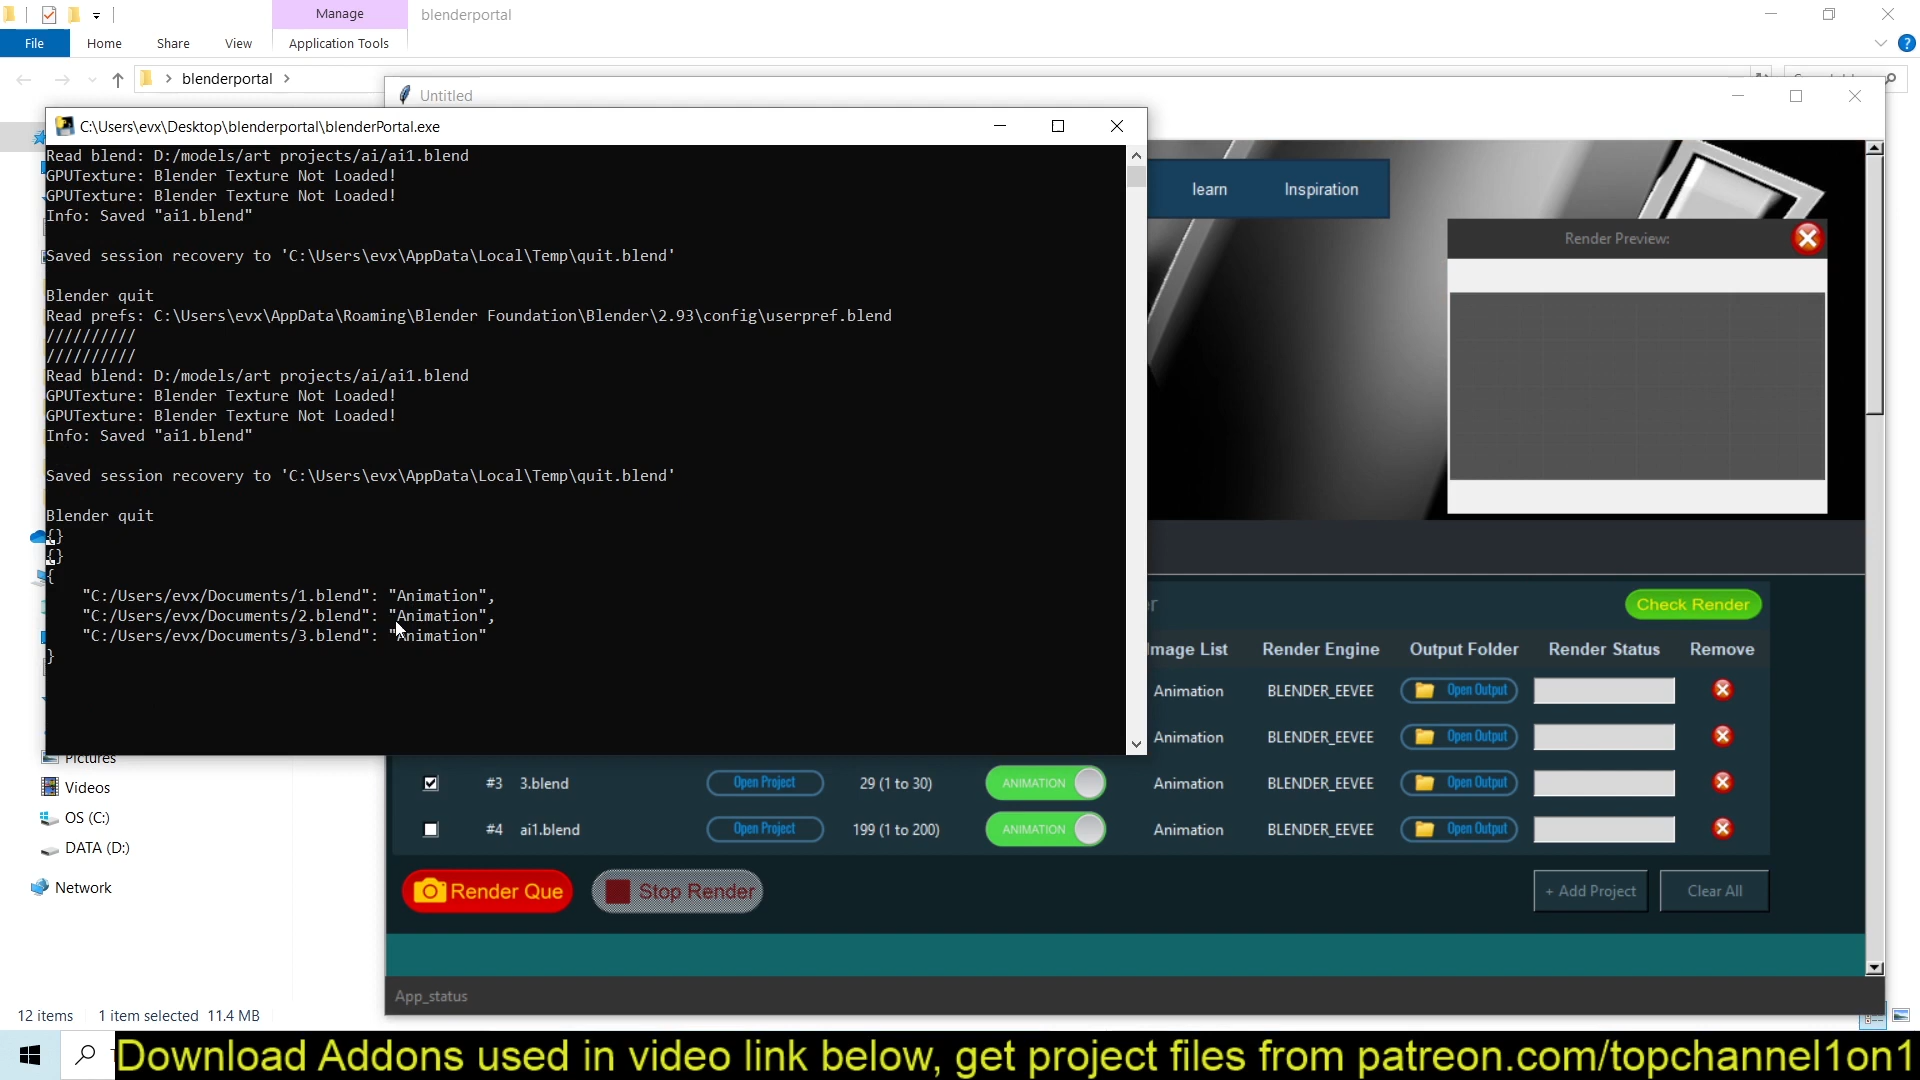 Manage
blenderportal
File
Home
Share
View
Application Tools
blenderportal
Untitled
C:\Users\evx\Desktop\blenderportal\blenderPortal.exe
Read blend: D:/models/art projects/ai/ai1.blend
GPUTexture: Blender Texture Not Loaded!
GPUTexture: Blender Texture Not Loaded!
Info: Saved "ai1.blend"
Saved session recovery to 'C:\Users\evx\AppData\Local\Temp\quit.blend'
Blender quit
Read prefs: C:\Users\evx\AppData\Roaming\Blender Foundation\Blender\2.93\config\userpref.blend
//////////
//////////
Read blend: D:/models/art projects/ai/ai1.blend
GPUTexture: Blender Texture Not Loaded!
GPUTexture: Blender Texture Not Loaded!
Info: Saved "ai1.blend"
Saved session recovery to 'C:\Users\evx\AppData\Local\Temp\quit.blend'
Blender quit
{}
{}
{
"C:/Users/evx/Documents/1.blend": "Animation",
"C:/Users/evx/Documents/2.blend": "Animation",
"C:/Users/evx/Documents/3.blend": "Animation"
}
learn Inspiration
Render Preview:
Check Render
Image List Render Engine Output Folder Render Status Remove
Animation BLENDER_EEVEE Open Output
Animation BLENDER_EEVEE Open Output
#3 3.blend Open Project 29 (1 to 30) ANIMATION Animation BLENDER_EEVEE Open Output
#4 ai1.blend Open Project 199 (1 to 200) ANIMATION Animation BLENDER_EEVEE Open Output
Render Que Stop Render + Add Project Clear All
App_status
Pictures
Videos
OS (C:)
DATA (D:)
Network
12 items 1 item selected 11.4 MB
Download Addons used in video link below, get project files from patreon.com/topchannel1on1